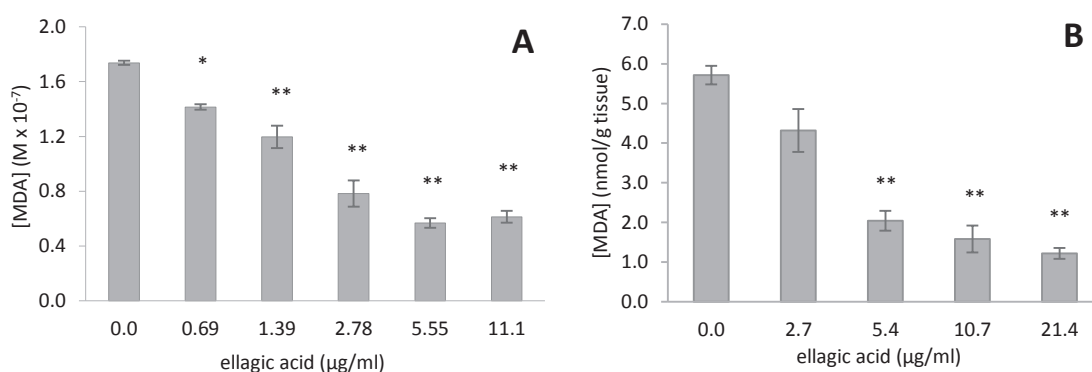 A
[MDA] (M x 10⁻⁷)
2.0
1.6
1.2
0.8
0.4
0.0
*
**
**
**
**
0.0 0.69 1.39 2.78 5.55 11.1
ellagic acid (µg/ml)
B
[MDA] (nmol/g tissue)
7.0
6.0
5.0
4.0
3.0
2.0
1.0
0.0
**
**
**
0.0 2.7 5.4 10.7 21.4
ellagic acid (µg/ml)